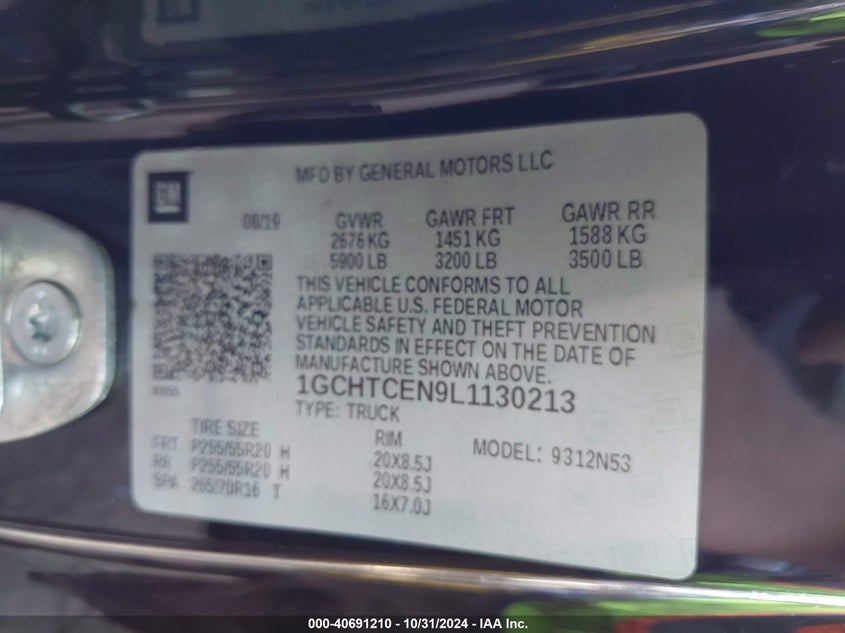 MFD BY GENERAL MOTORS LLC
GM
08/19 GVWR GAWR FRT GAWR RR
2676 KG 1451 KG 1588 KG
5900 LB 3200 LB 3500 LB
THIS VEHICLE CONFORMS TO ALL
APPLICABLE U.S. FEDERAL MOTOR
VEHICLE SAFETY AND THEFT PREVENTION
STANDARDS IN EFFECT ON THE DATE OF
MANUFACTURE SHOWN ABOVE.
1GCHTCEN9L1130213
TYPE: TRUCK
TIRE SIZE RIM MODEL: 9312N53
FRT P255/55R20 H 20X8.5J
RR P255/55R20 H 20X8.5J
SPA 265/70R16 T 16X7.0J
000-40691210 - 10/31/2024 - IAA Inc.